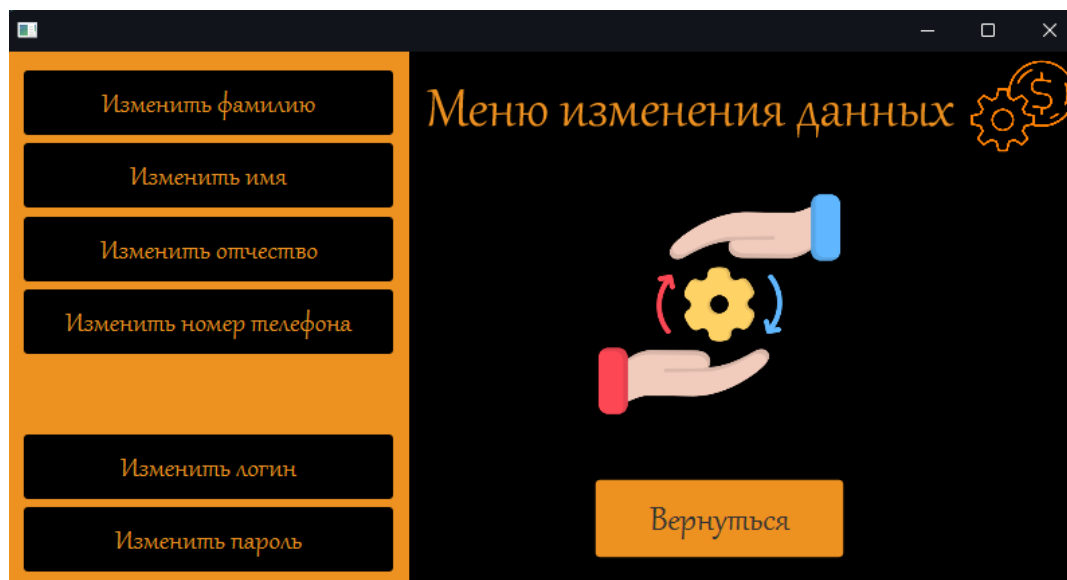 Изменить фамилию
Изменить имя
Изменить отчество
Изменить номер телефона
Изменить логин
Изменить пароль
Меню изменения данных
$
Вернуться